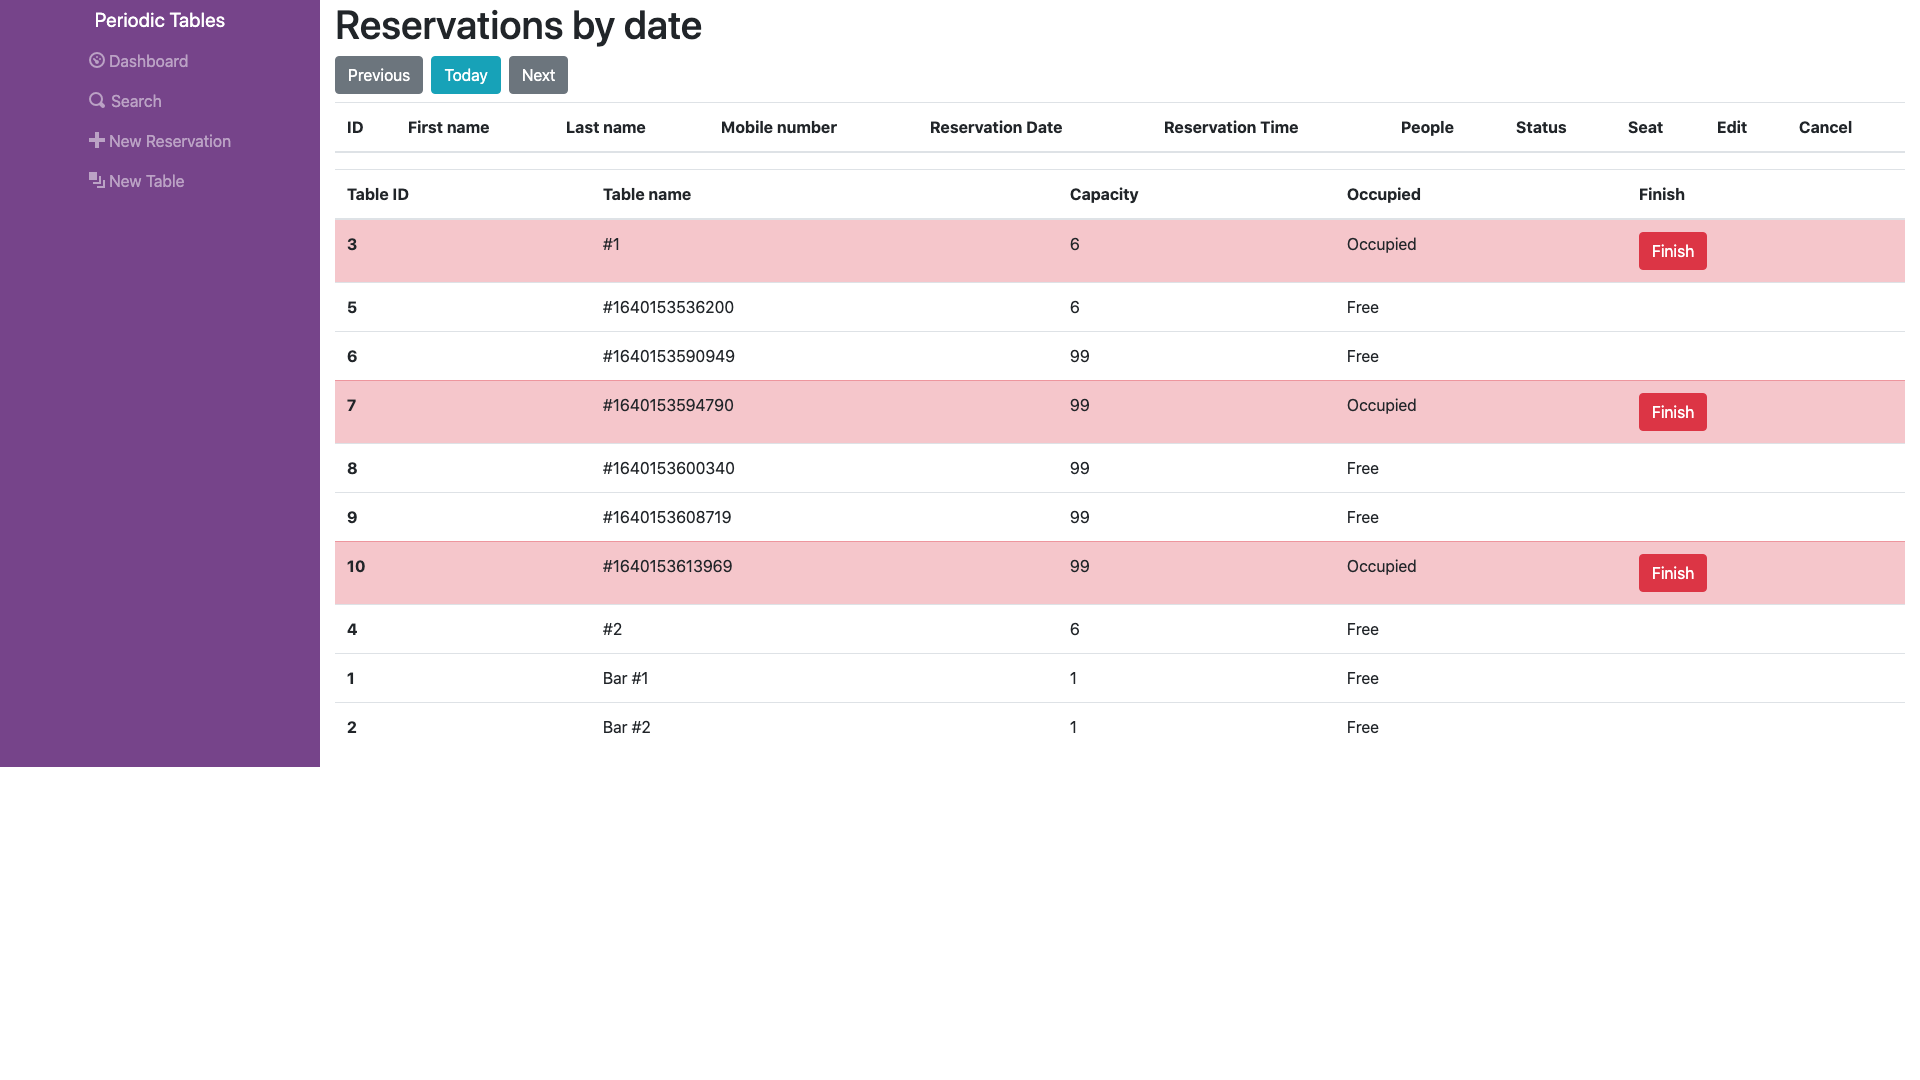 Periodic Tables
Dashboard
Search
New Reservation
New Table
Reservations by date
Previous Today Next
ID First name Last name Mobile number Reservation Date Reservation Time People Status Seat Edit Cancel
Table ID Table name Capacity Occupied Finish
3 #1 6 Occupied Finish
5 #1640153536200 6 Free
6 #1640153590949 99 Free
7 #1640153594790 99 Occupied Finish
8 #1640153600340 99 Free
9 #1640153608719 99 Free
10 #1640153613969 99 Occupied Finish
4 #2 6 Free
1 Bar #1 1 Free
2 Bar #2 1 Free